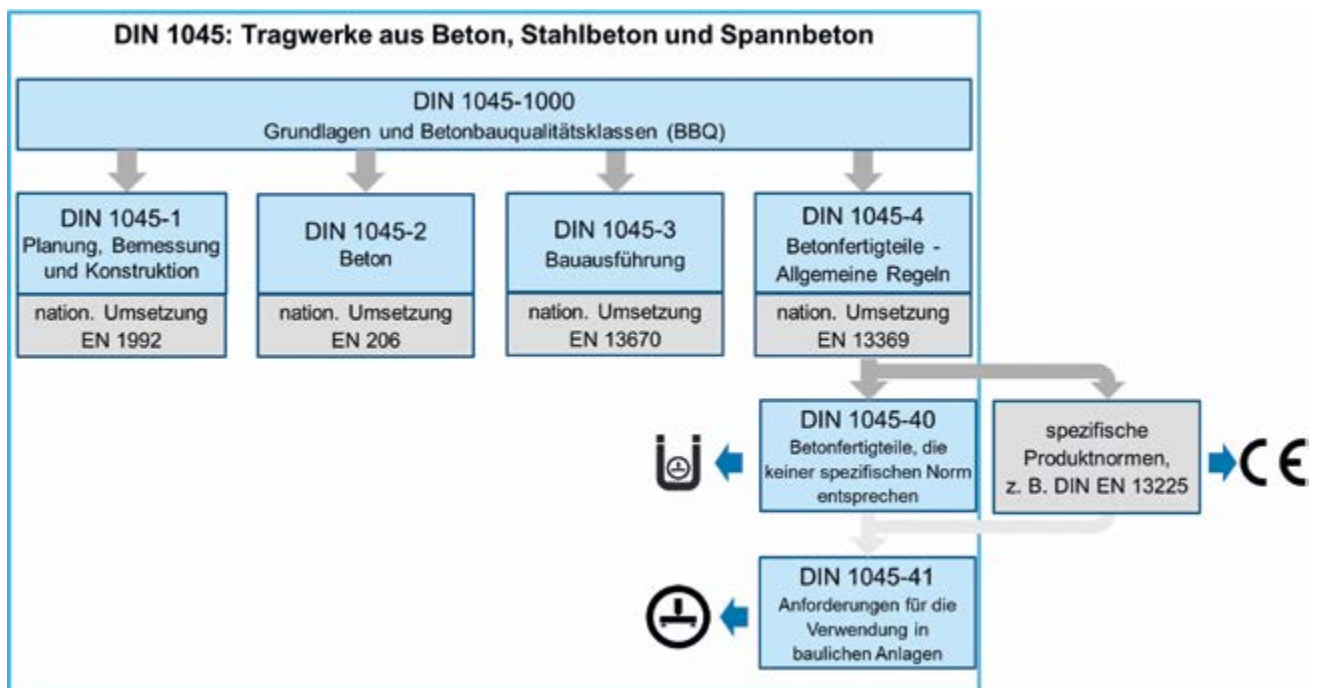 DIN 1045: Tragwerke aus Beton, Stahlbeton und Spannbeton
DIN 1045-1000
Grundlagen und Betonbauqualitätsklassen (BBQ)
DIN 1045-1
Planung, Bemessung
und Konstruktion
nation. Umsetzung
EN 1992
DIN 1045-2
Beton
nation. Umsetzung
EN 206
DIN 1045-3
Bauausführung
nation. Umsetzung
EN 13670
DIN 1045-4
Betonfertigteile -
Allgemeine Regeln
nation. Umsetzung
EN 13369
DIN 1045-40
Betonfertigteile, die
keiner spezifischen Norm
entsprechen
spezifische
Produktnormen,
z. B. DIN EN 13225
CE
DIN 1045-41
Anforderungen für die
Verwendung in
baulichen Anlagen